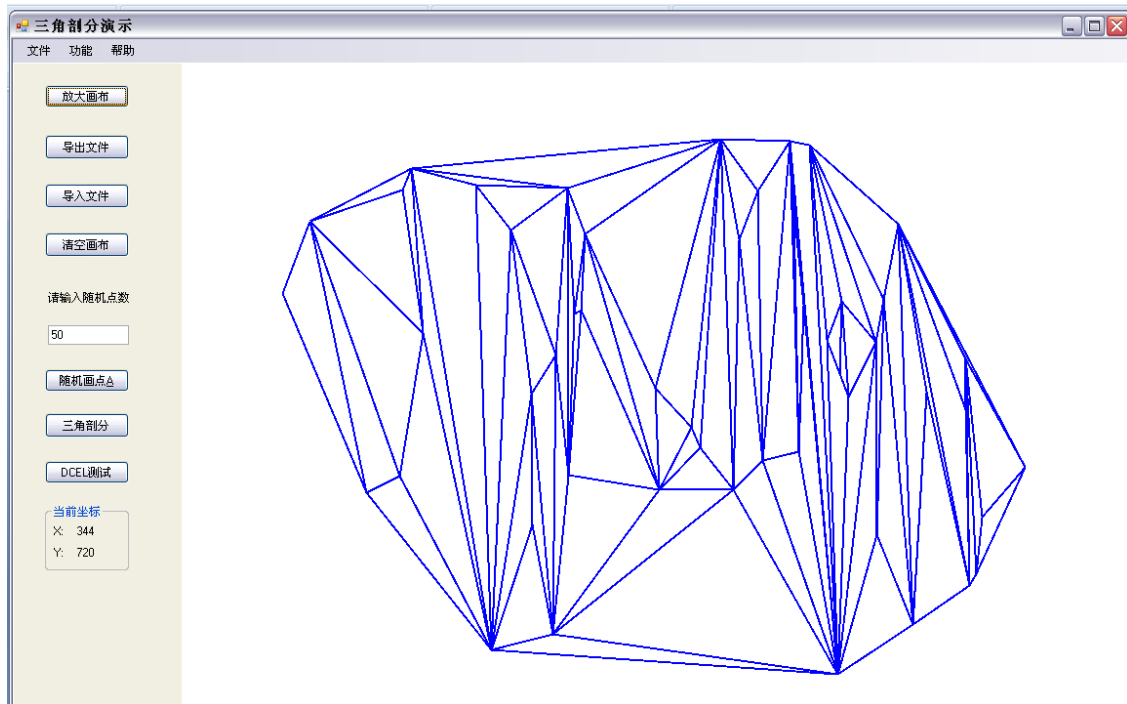 三角剖分演示
文件 功能 帮助
放大画布
导出文件
导入文件
清空画布
请输入随机点数
50
随机画点A
三角剖分
DCEL测试
当前坐标
X: 344
Y: 720